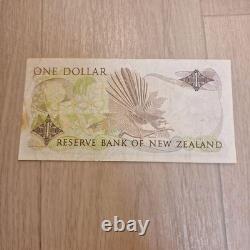 ONE DOLLAR
RESERVE BANK OF NEW ZEALAND